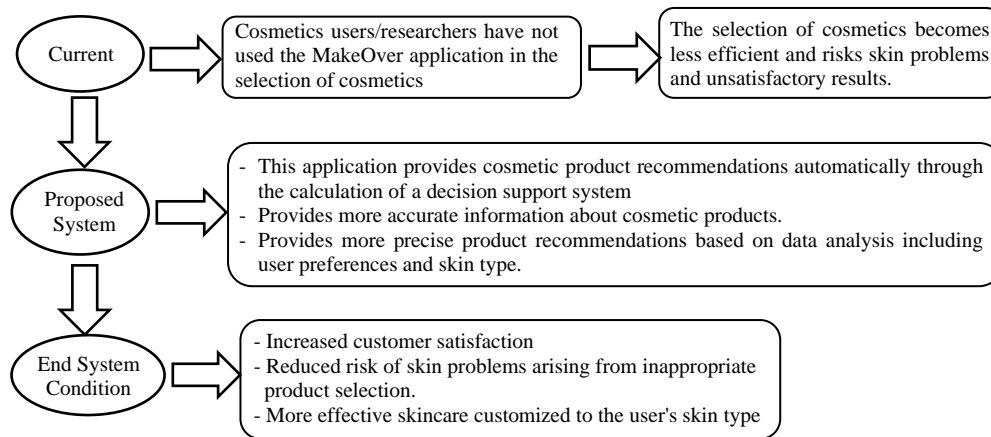 Current
Cosmetics users/researchers have not
used the MakeOver application in the
selection of cosmetics
The selection of cosmetics becomes
less efficient and risks skin problems
and unsatisfactory results.
Proposed
System
- This application provides cosmetic product recommendations automatically through
the calculation of a decision support system
- Provides more accurate information about cosmetic products.
- Provides more precise product recommendations based on data analysis including
user preferences and skin type.
End System
Condition
- Increased customer satisfaction
- Reduced risk of skin problems arising from inappropriate
product selection.
- More effective skincare customized to the user's skin type